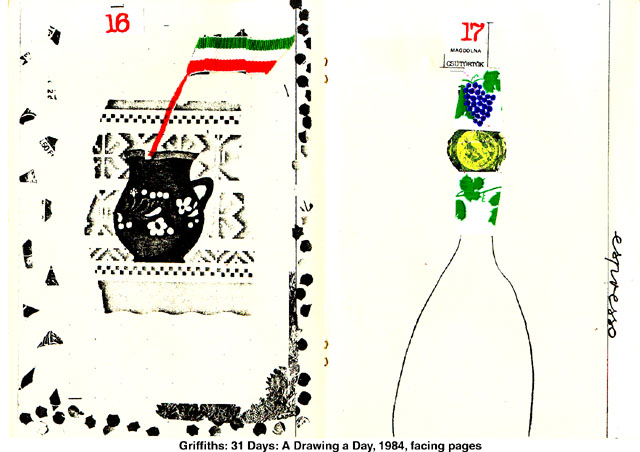 16
17
MAGDOLNA
CSÜTÖRTÖK
espresso
Griffiths: 31 Days: A Drawing a Day, 1984, facing pages